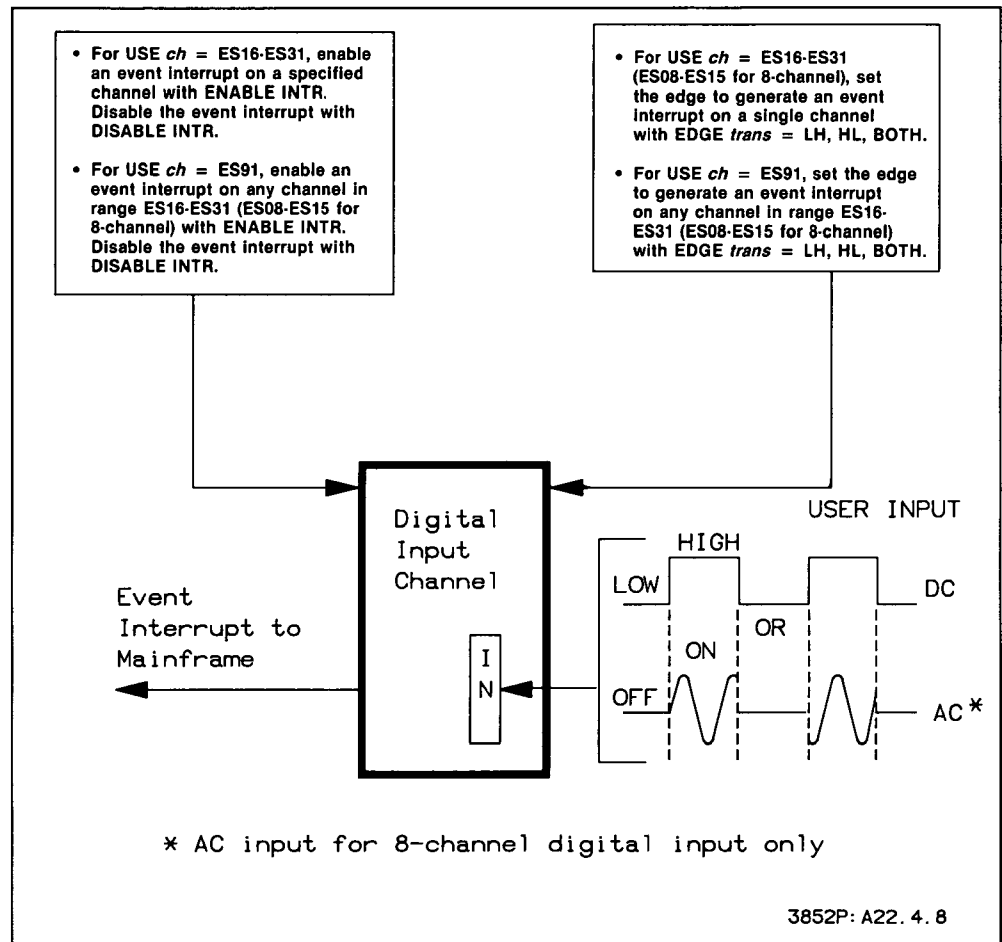 • For USE ch = ES16-ES31, enable
an event interrupt on a specified
channel with ENABLE INTR.
Disable the event interrupt with
DISABLE INTR.
• For USE ch = ES91, enable an
event interrupt on any channel in
range ES16-ES31 (ES08-ES15 for
8-channel) with ENABLE INTR.
Disable the event interrupt with
DISABLE INTR.
• For USE ch = ES16-ES31
(ES08-ES15 for 8-channel), set
the edge to generate an event
interrupt on a single channel
with EDGE trans = LH, HL, BOTH.
• For USE ch = ES91, set the edge
to generate an event interrupt
on any channel in range ES16-
ES31 (ES08-ES15 for 8-channel)
with EDGE trans = LH, HL, BOTH.
Digital
Input
Channel
IN
Event
Interrupt to
Mainframe
USER INPUT
HIGH
LOW
DC
OR
ON
OFF
AC*
* AC input for 8-channel digital input only
3852P: A22.4.8